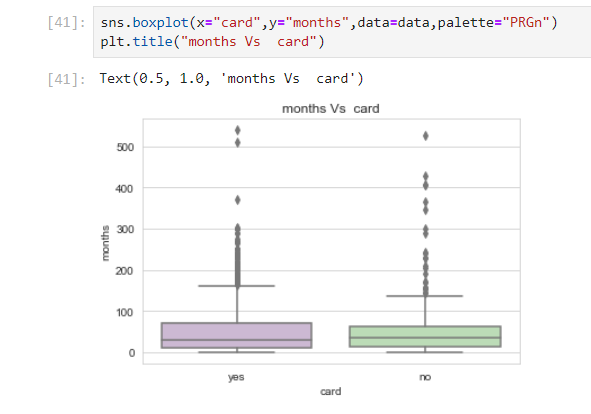 [41]: sns.boxplot(x="card",y="months",data=data,palette="PRGn")
plt.title("months Vs  card")
[41]: Text(0.5, 1.0, 'months Vs  card')
months Vs  card
500
400
300
200
100
0
months
yes no
card